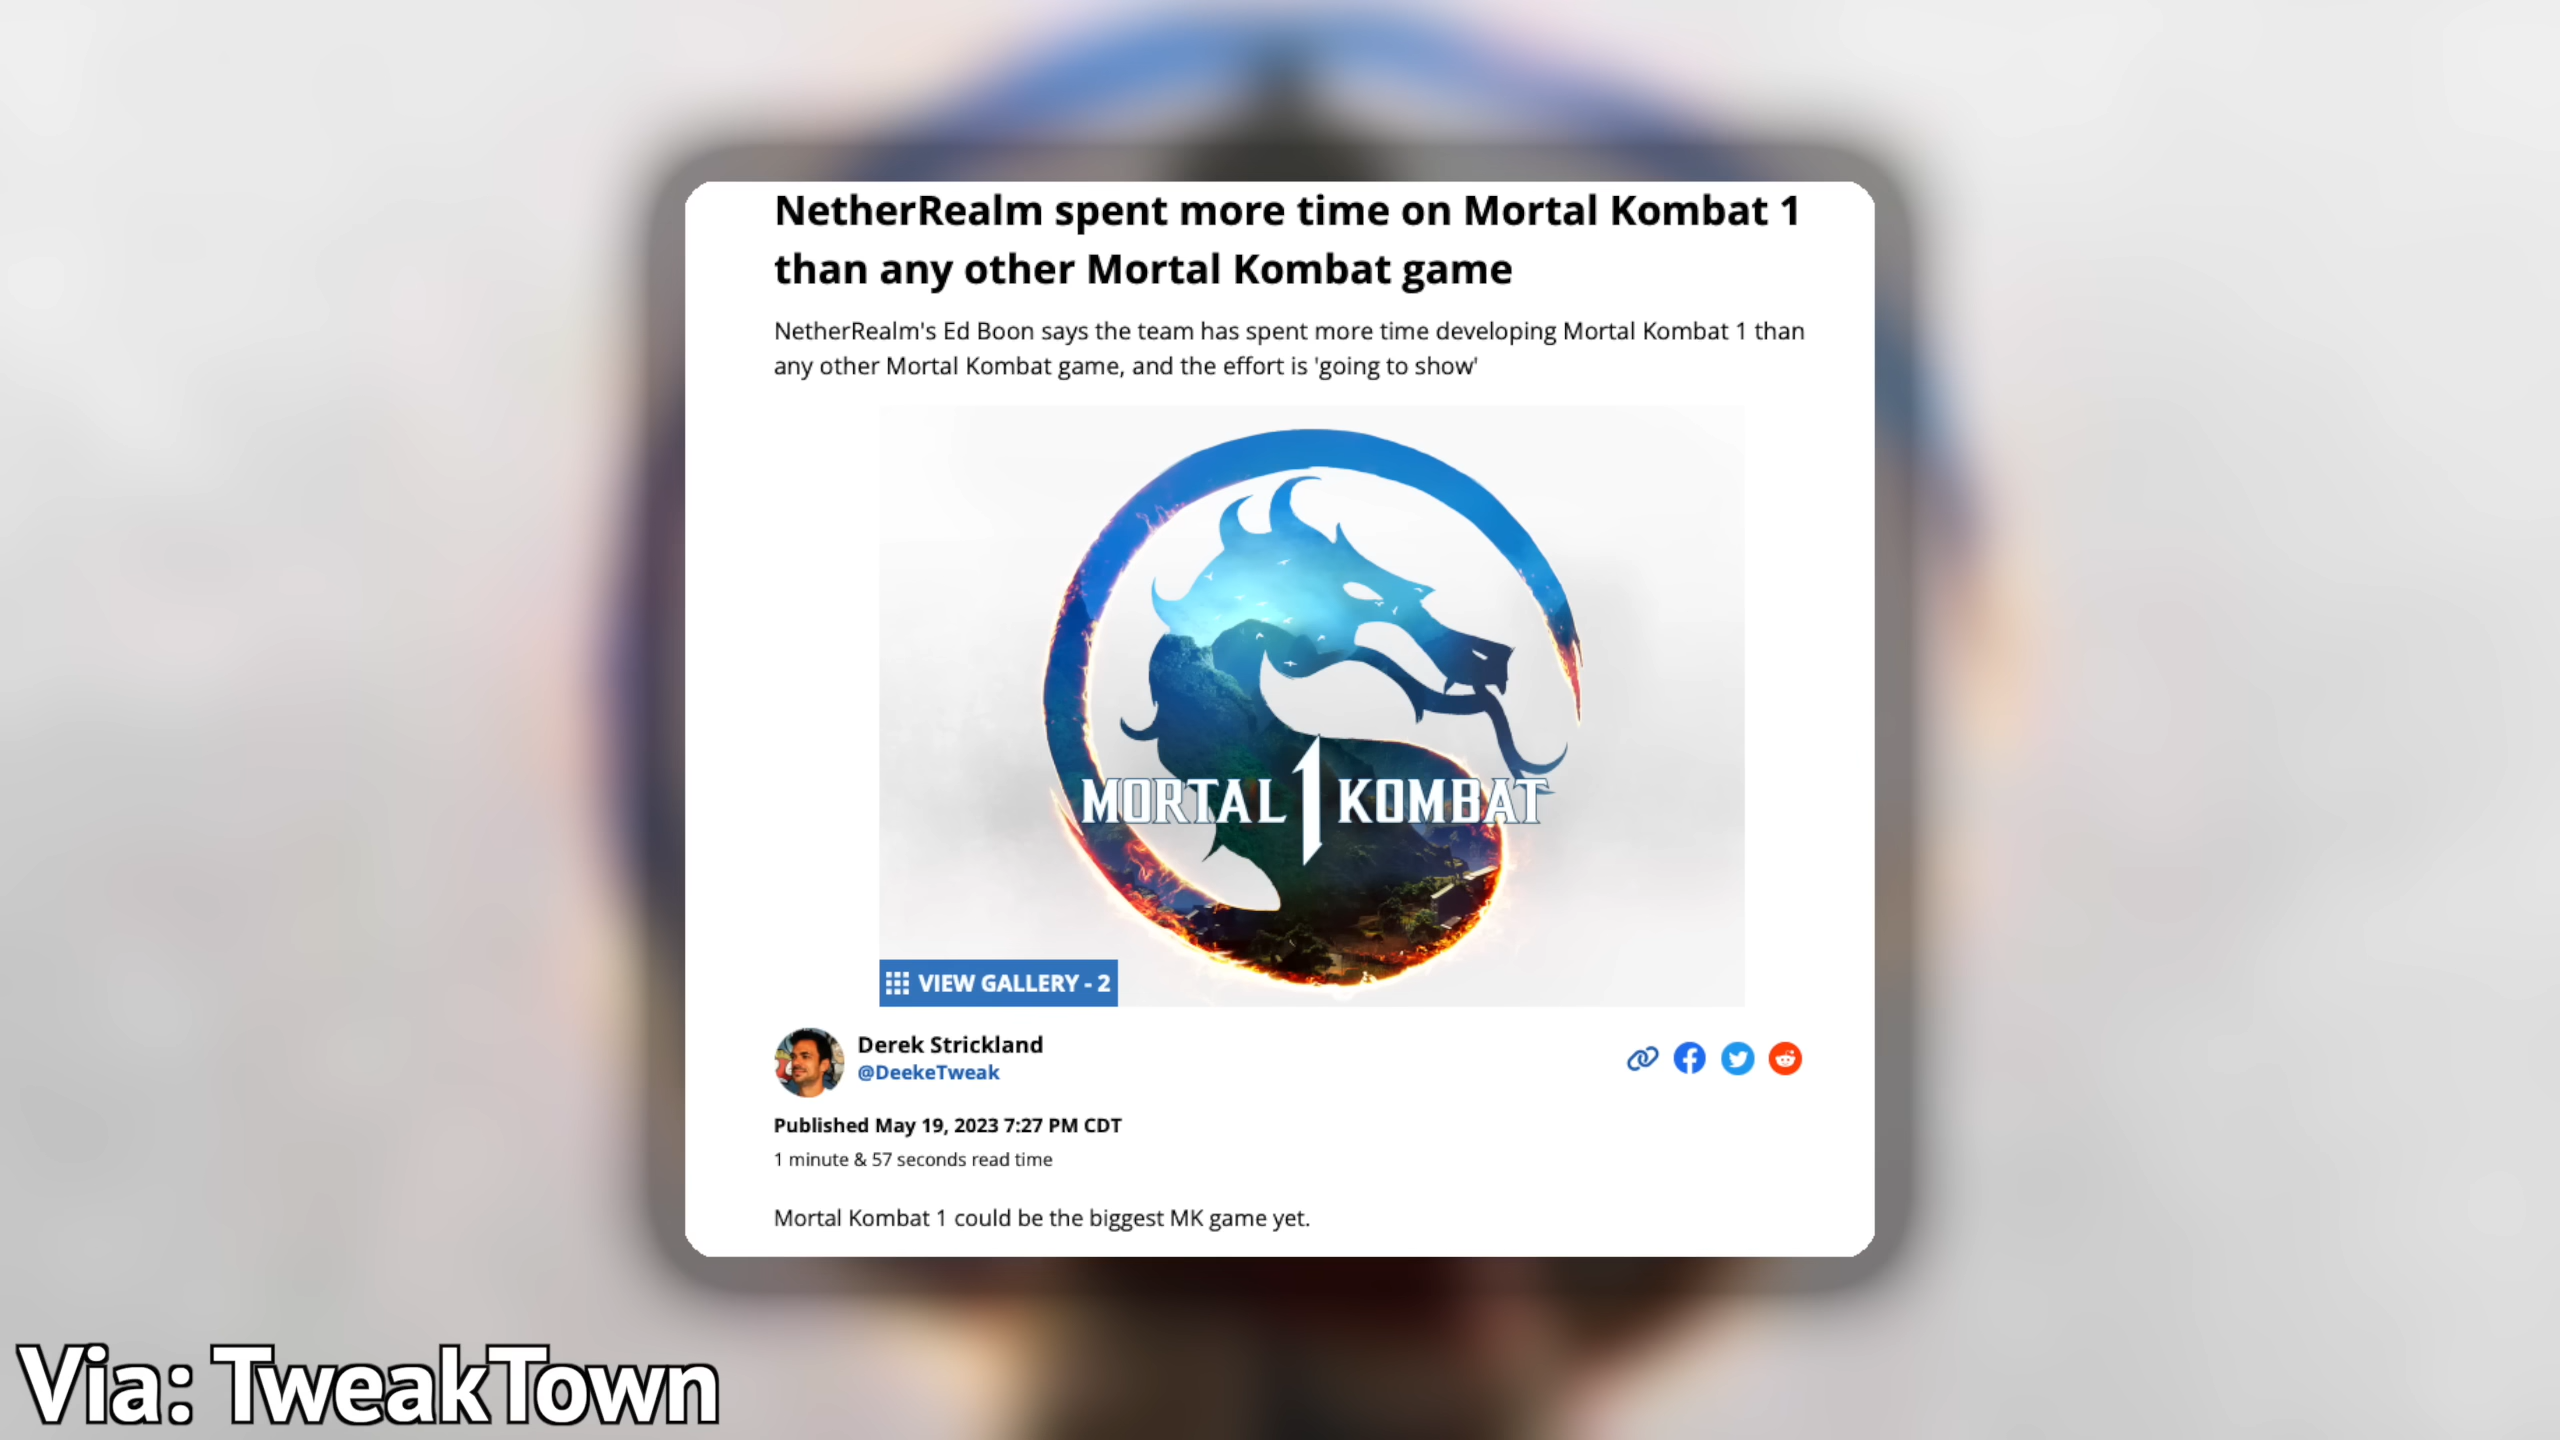 NetherRealm spent more time on Mortal Kombat 1
than any other Mortal Kombat game
NetherRealm's Ed Boon says the team has spent more time developing Mortal Kombat 1 than
any other Mortal Kombat game, and the effort is 'going to show'
MORTAL 1 KOMBAT
VIEW GALLERY - 2
Derek Strickland
@DeekeTweak
Published May 19, 2023 7:27 PM CDT
1 minute & 57 seconds read time
Mortal Kombat 1 could be the biggest MK game yet.
Via: TweakTown